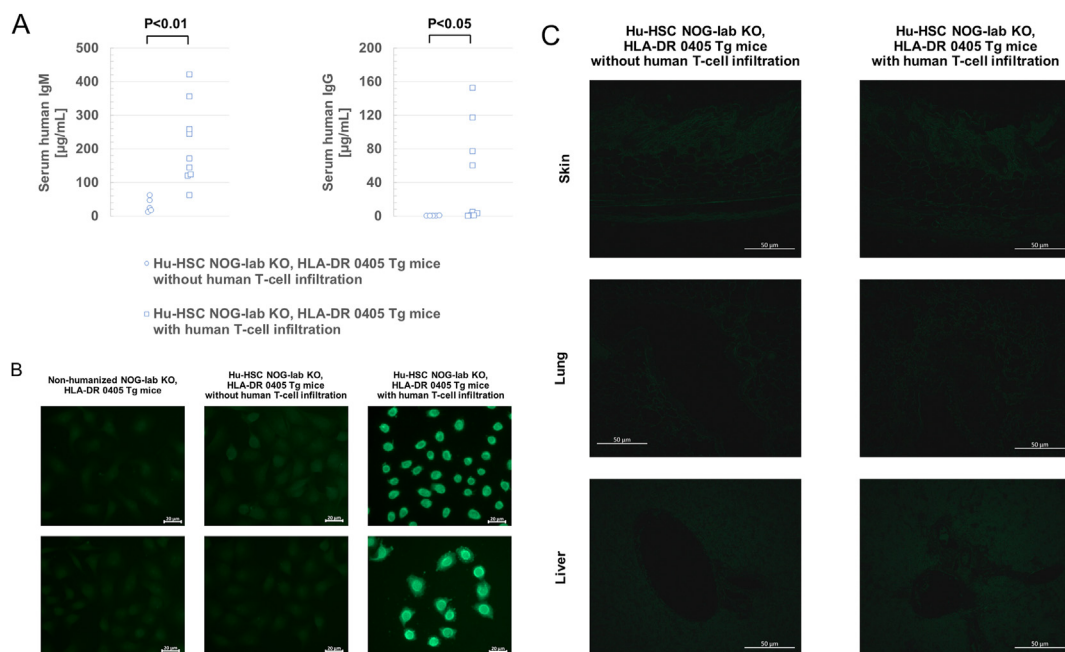 A
P<0.01
Serum human IgM
[µg/mL]
500
400
300
200
100
0
P<0.05
Serum human IgG
[µg/mL]
200
160
120
80
40
0
Hu-HSC NOG-lab KO, HLA-DR 0405 Tg mice
without human T-cell infiltration
Hu-HSC NOG-lab KO, HLA-DR 0405 Tg mice
with human T-cell infiltration
B
Non-humanized NOG-lab KO,
HLA-DR 0405 Tg mice
Hu-HSC NOG-lab KO,
HLA-DR 0405 Tg mice
without human T-cell infiltration
Hu-HSC NOG-lab KO,
HLA-DR 0405 Tg mice
with human T-cell infiltration
20 µm
20 µm
20 µm
20 µm
20 µm
20 µm
C
Hu-HSC NOG-lab KO,
HLA-DR 0405 Tg mice
without human T-cell infiltration
Hu-HSC NOG-lab KO,
HLA-DR 0405 Tg mice
with human T-cell infiltration
Skin
50 µm
50 µm
Lung
50 µm
50 µm
Liver
50 µm
50 µm